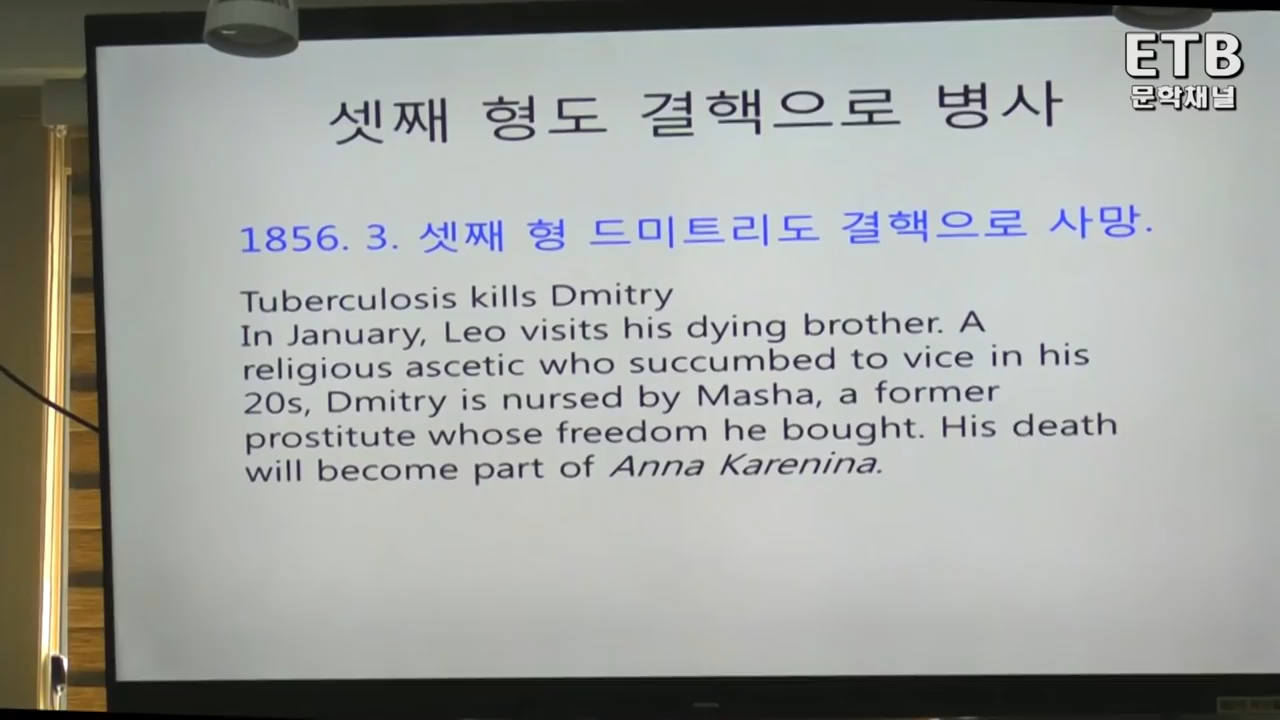 ETB
문학채널
셋째 형도 결핵으로 병사
1856. 3. 셋째 형 드미트리도 결핵으로 사망.
Tuberculosis kills Dmitry
In January, Leo visits his dying brother. A
religious ascetic who succumbed to vice in his
20s, Dmitry is nursed by Masha, a former
prostitute whose freedom he bought. His death
will become part of Anna Karenina.